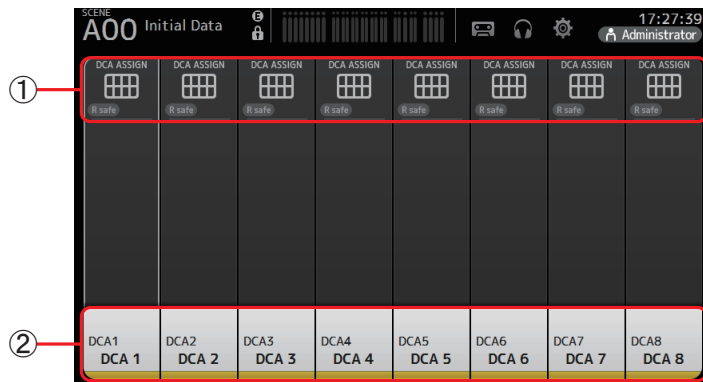 SCENE
A00 Initial Data
E
17:27:39
Administrator
①
DCA ASSIGN DCA ASSIGN DCA ASSIGN DCA ASSIGN DCA ASSIGN DCA ASSIGN DCA ASSIGN DCA ASSIGN
R safe R safe R safe R safe R safe R safe R safe R safe
②
DCA1 DCA2 DCA3 DCA4 DCA5 DCA6 DCA7 DCA8
DCA 1 DCA 2 DCA 3 DCA 4 DCA 5 DCA 6 DCA 7 DCA 8